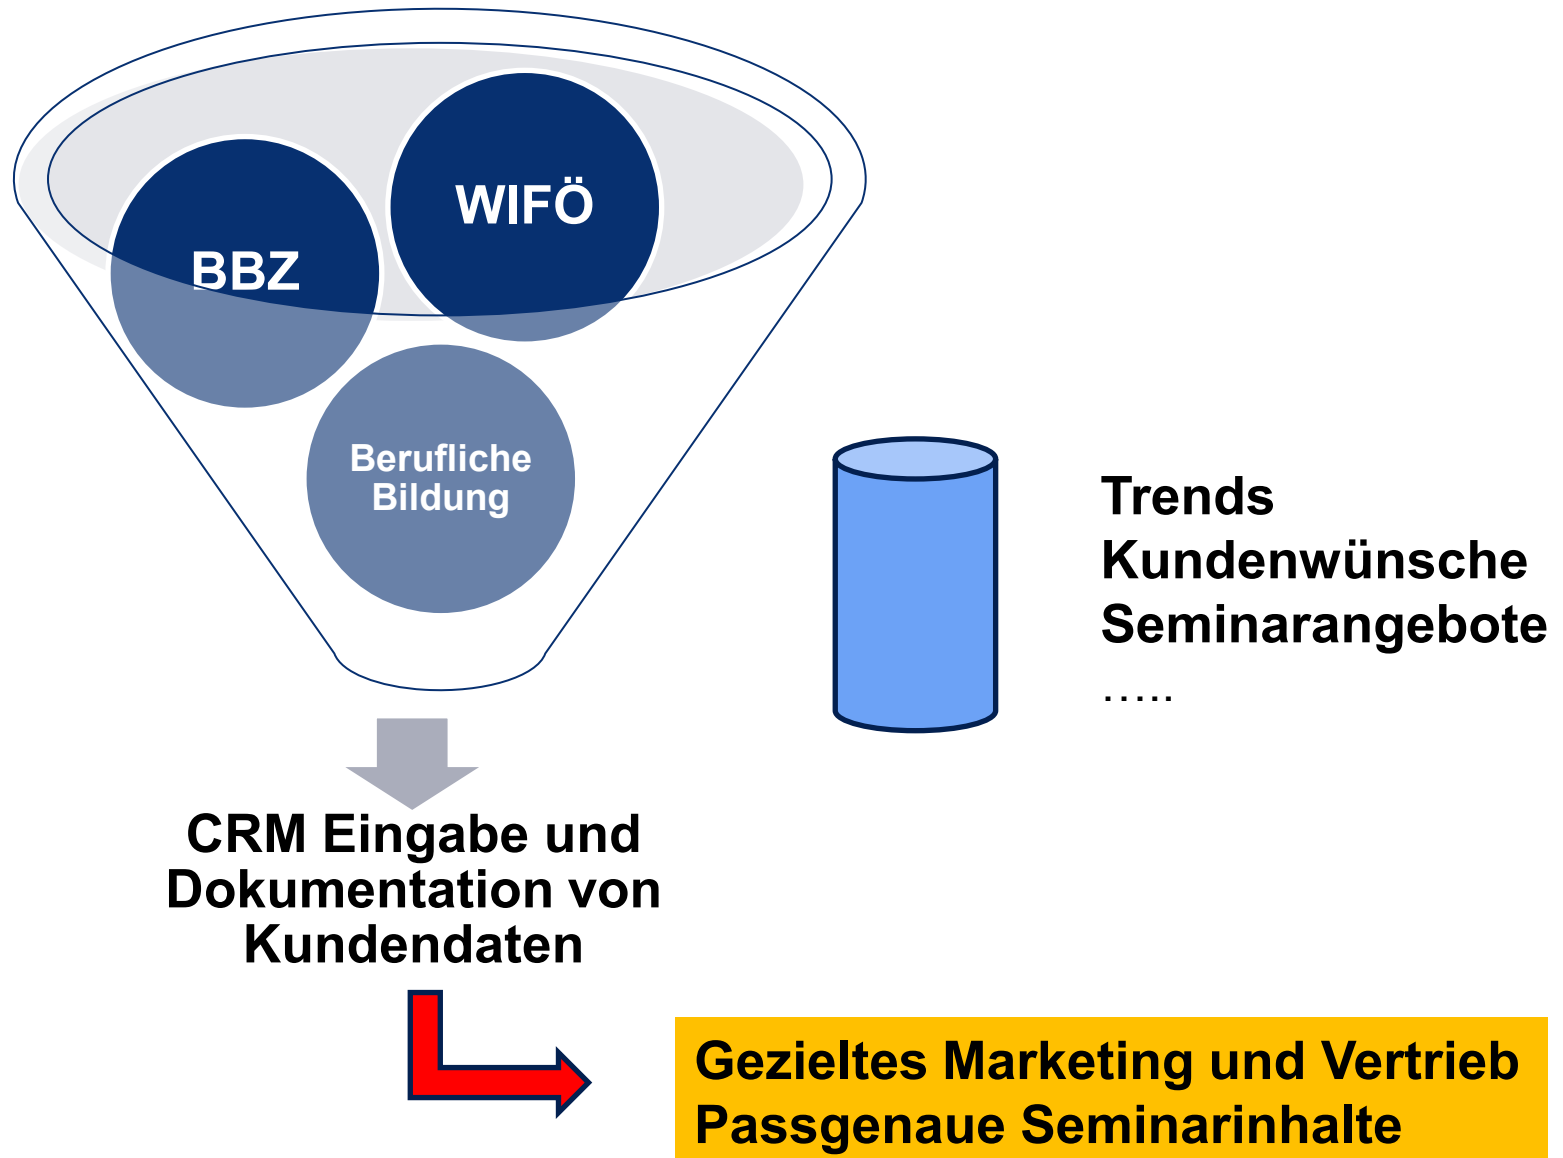 WIFÖ
BBZ
Berufliche
Bildung
Trends
Kundenwünsche
Seminarangebote
.....
CRM Eingabe und
Dokumentation von
Kundendaten
Gezieltes Marketing und Vertrieb
Passgenaue Seminarinhalte